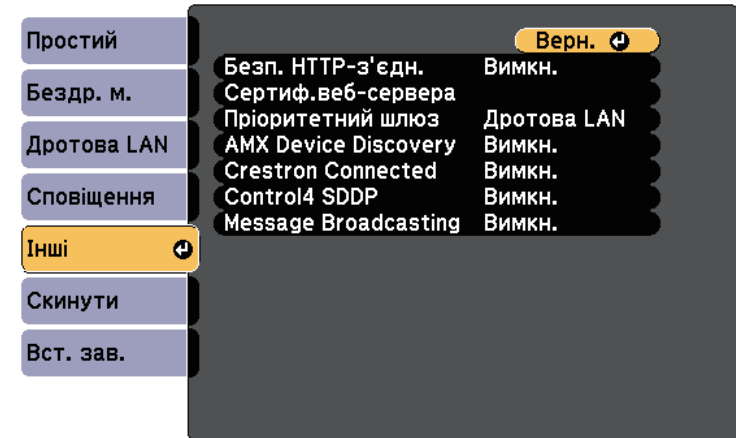 Простий
Бездр. м.
Дротова LAN
Сповіщення
Інші
Скинути
Вст. зав.
Верн.
Безп. HTTP-з'єдн. Вимкн.
Сертиф.веб-сервера
Пріоритетний шлюз Дротова LAN
AMX Device Discovery Вимкн.
Crestron Connected Вимкн.
Control4 SDDP Вимкн.
Message Broadcasting Вимкн.